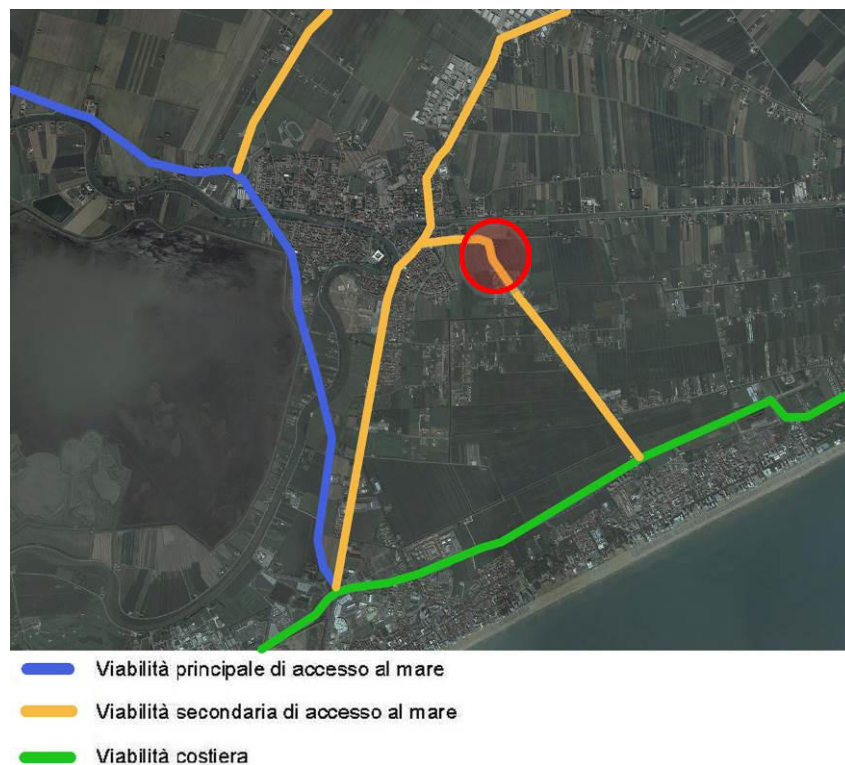 Viabilità principale di accesso al mare
Viabilità secondaria di accesso al mare
Viabilità costiera